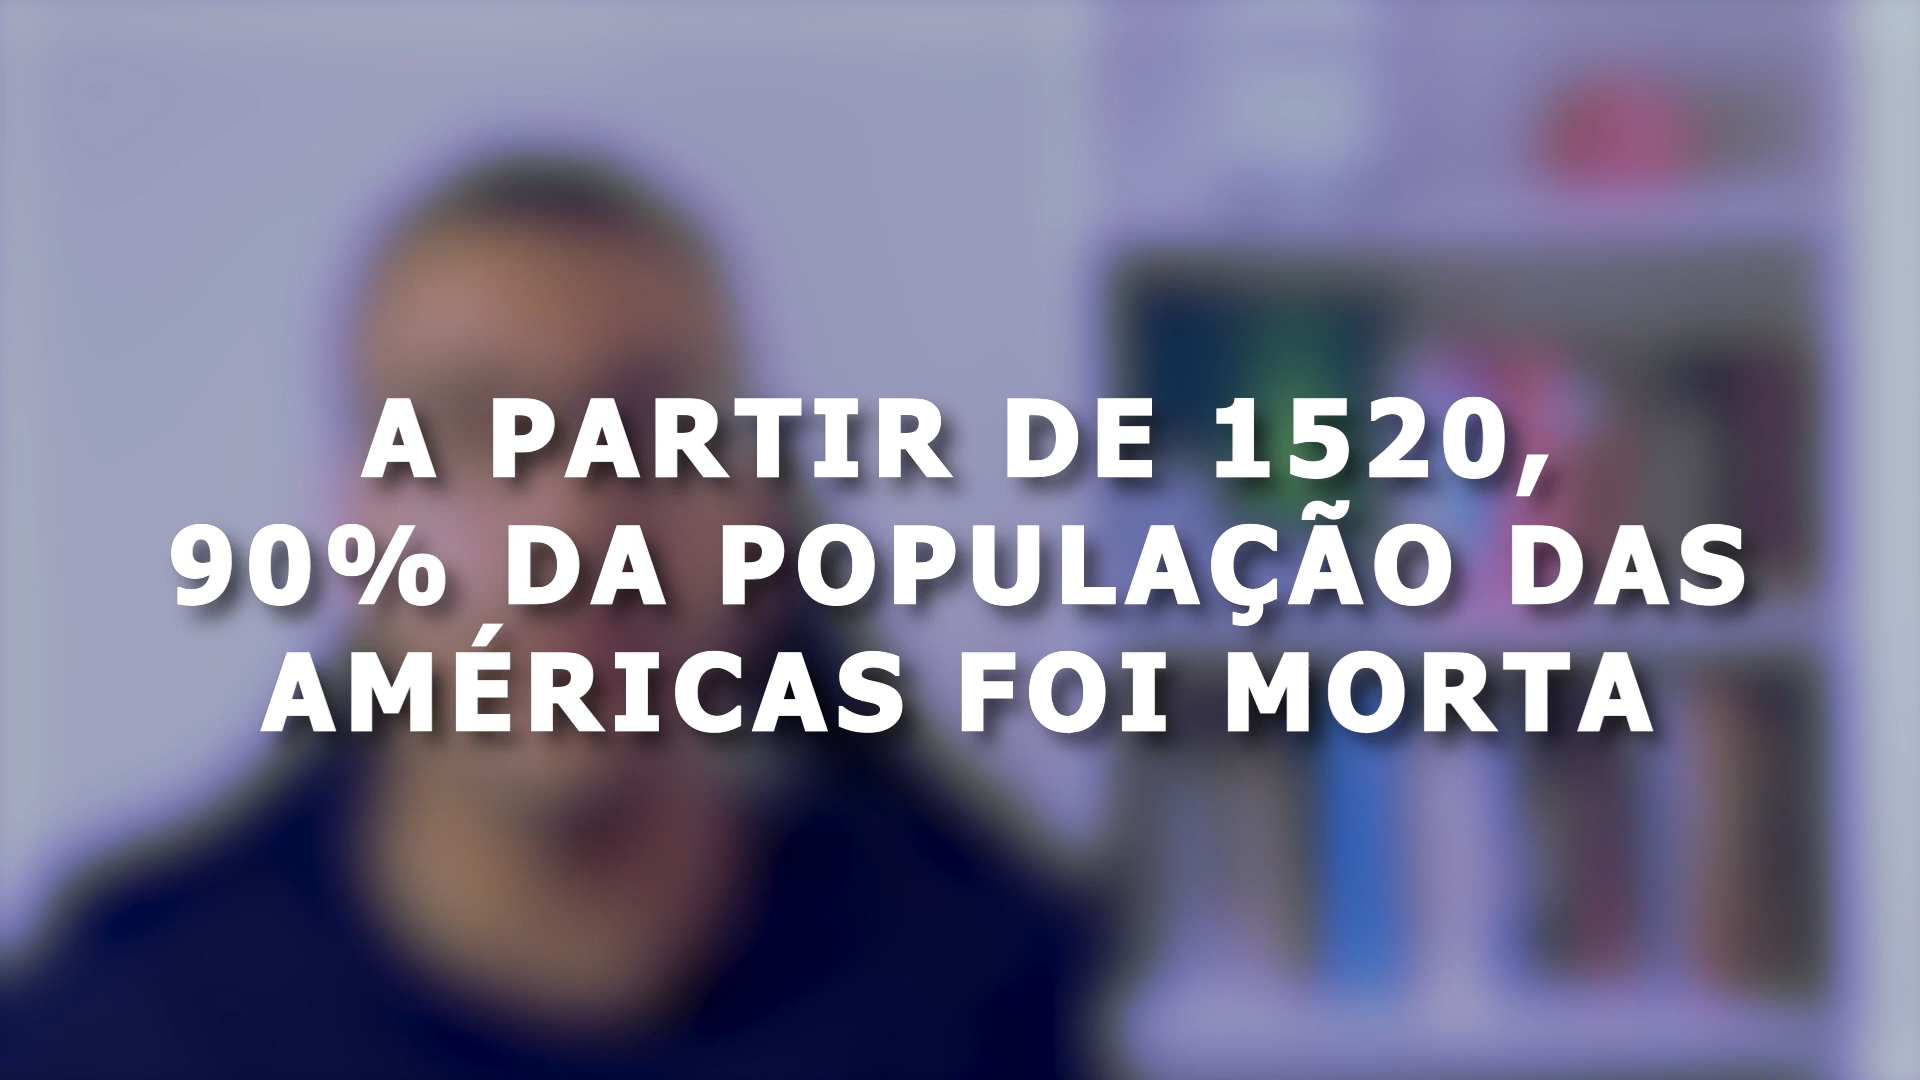 A PARTIR DE 1520,
90% DA POPULAÇÃO DAS
AMÉRICAS FOI MORTA